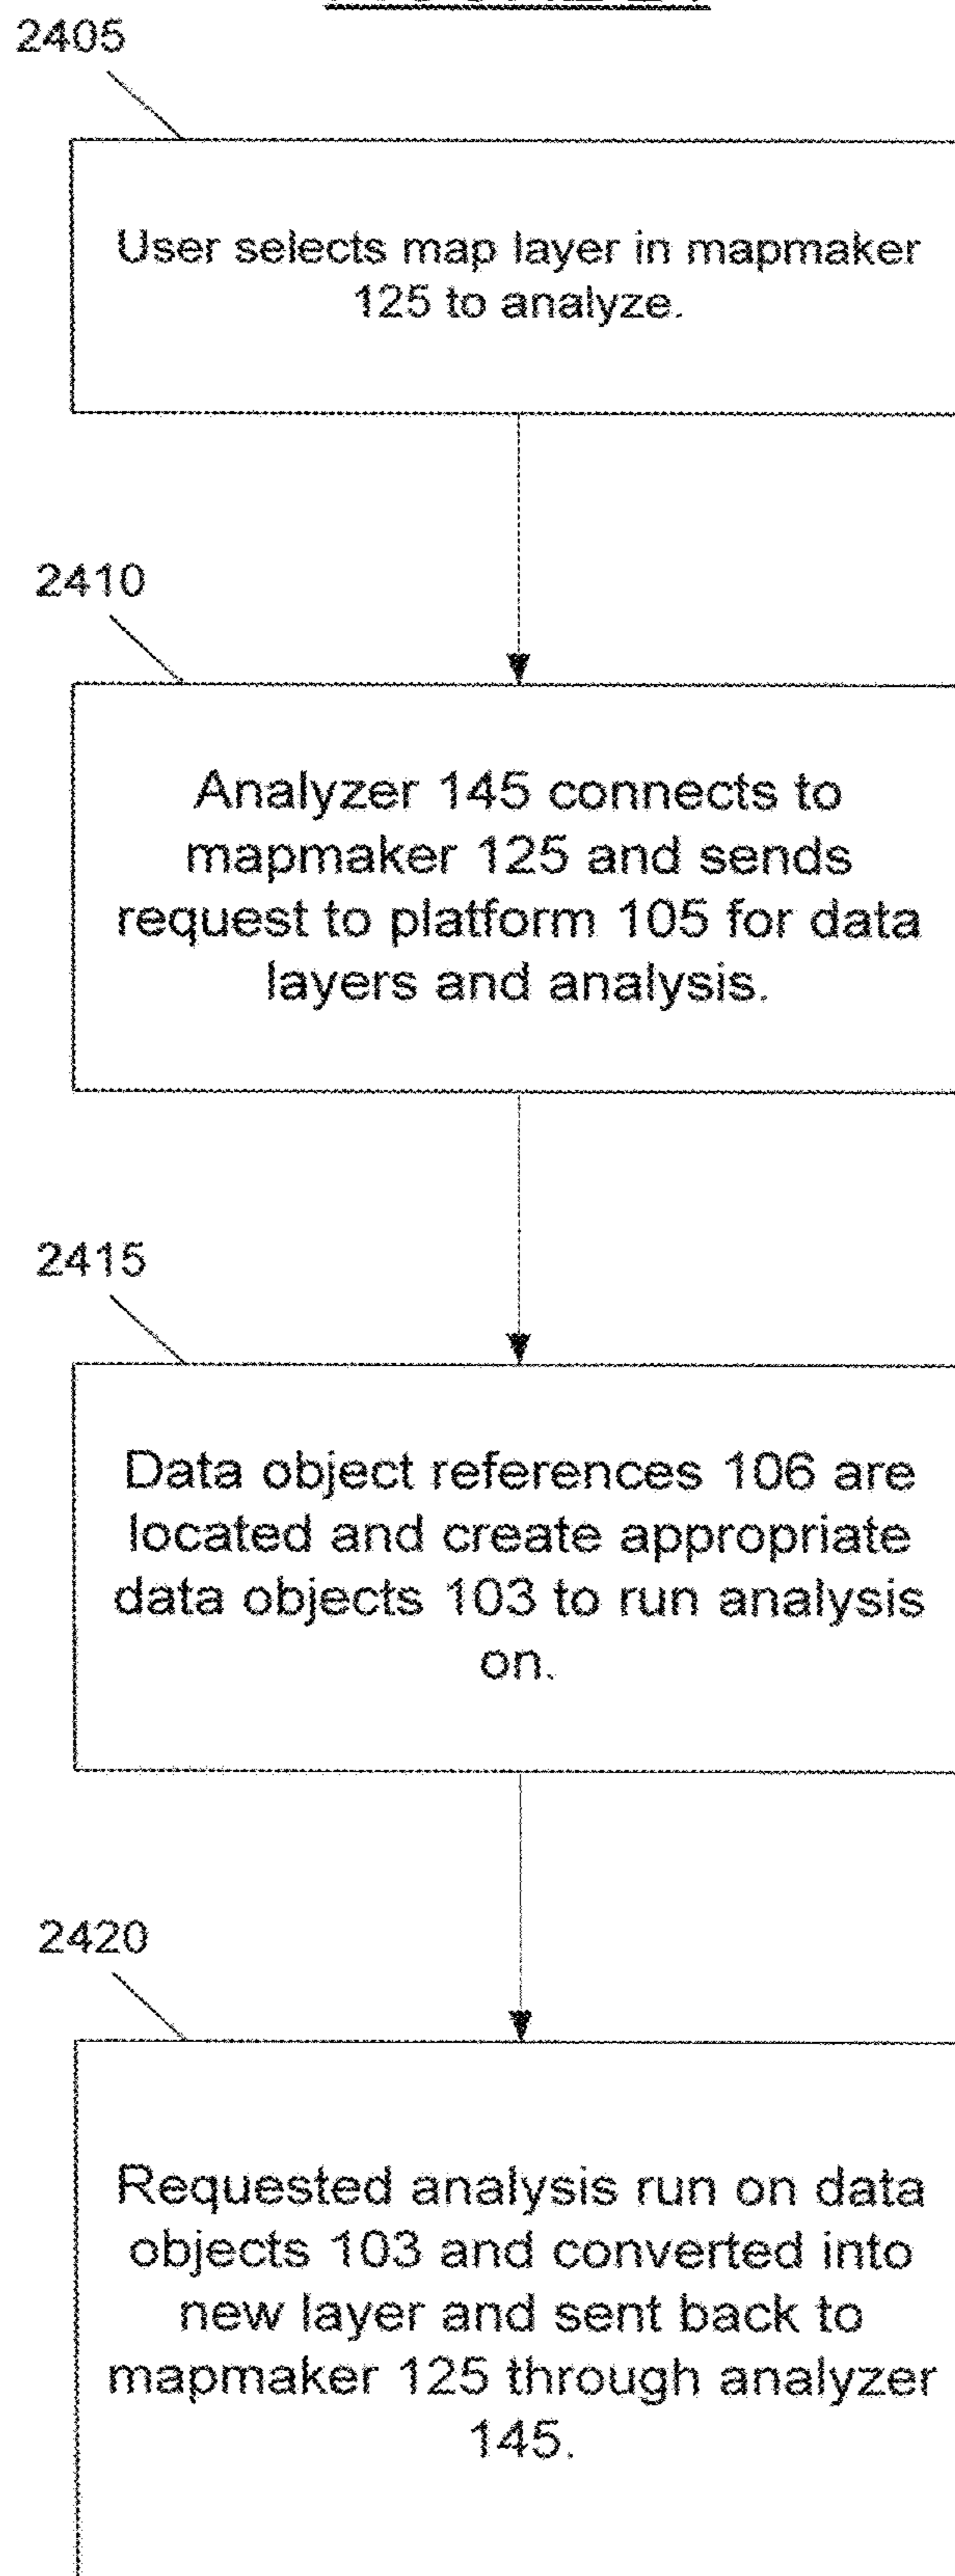 2405
User selects map layer in mapmaker
125 to analyze.
2410
Analyzer 145 connects to
mapmaker 125 and sends
request to platform 105 for data
layers and analysis.
2415
Data object references 106 are
located and create appropriate
data objects 103 to run analysis
on.
2420
Requested analysis run on data
objects 103 and converted into
new layer and sent back to
mapmaker 125 through analyzer
145.